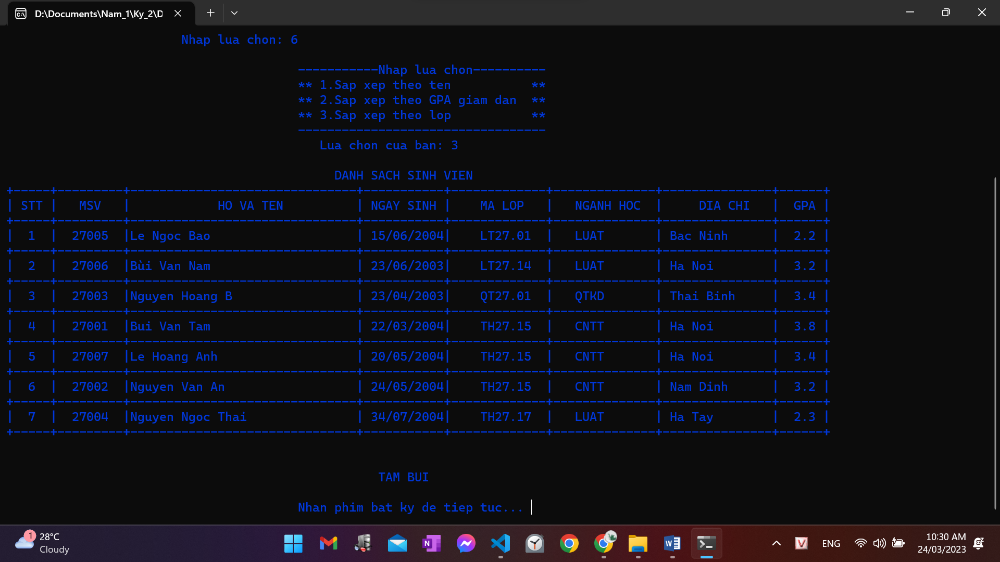 D:\Documents\Nam_1\Ky_2\D
Nhap lua chon: 6
-----------Nhap lua chon----------
** 1.Sap xep theo ten **
** 2.Sap xep theo GPA giam dan **
** 3.Sap xep theo lop **
----------------------------------
Lua chon cua ban: 3
DANH SACH SINH VIEN
| STT | MSV | HO VA TEN | NGAY SINH | MA LOP | NGANH HOC | DIA CHI | GPA |
| 1 | 27005 |Le Ngoc Bao | 15/06/2004| LT27.01 | LUAT | Bac Ninh | 2.2 |
| 2 | 27006 |Bùi Van Nam | 23/06/2003| LT27.14 | LUAT | Ha Noi | 3.2 |
| 3 | 27003 |Nguyen Hoang B | 23/04/2003| QT27.01 | QTKD | Thai Binh | 3.4 |
| 4 | 27001 |Bui Van Tam | 22/03/2004| TH27.15 | CNTT | Ha Noi | 3.8 |
| 5 | 27007 |Le Hoang Anh | 20/05/2004| TH27.15 | CNTT | Ha Noi | 3.4 |
| 6 | 27002 |Nguyen Van An | 24/05/2004| TH27.15 | CNTT | Nam Dinh | 3.2 |
| 7 | 27004 |Nguyen Ngoc Thai | 34/07/2004| TH27.17 | LUAT | Ha Tay | 2.3 |
TAM BUI
Nhan phim bat ky de tiep tuc...
1
28°C
Cloudy
ENG
10:30 AM
24/03/2023